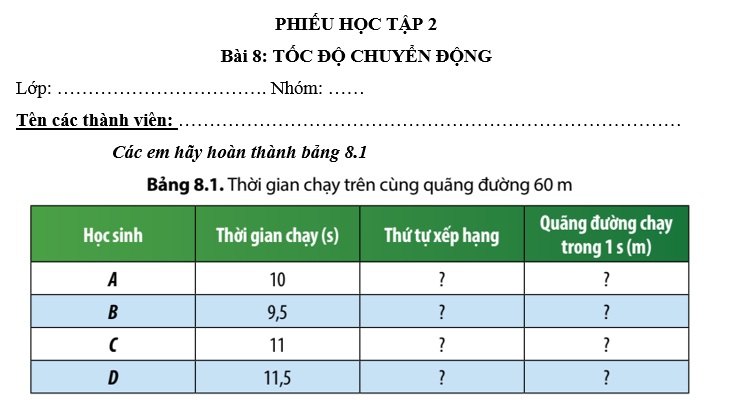 PHIẾU HỌC TẬP 2
Bài 8: TỐC ĐỘ CHUYỂN ĐỘNG
Lớp: ……………………………. Nhóm: ……
Tên các thành viên: …………………………………………………………………………
Các em hãy hoàn thành bảng 8.1
Bảng 8.1. Thời gian chạy trên cùng quãng đường 60 m
Học sinh Thời gian chạy (s) Thứ tự xếp hạng Quãng đường chạy trong 1 s (m)
A 10 ? ?
B 9,5 ? ?
C 11 ? ?
D 11,5 ? ?